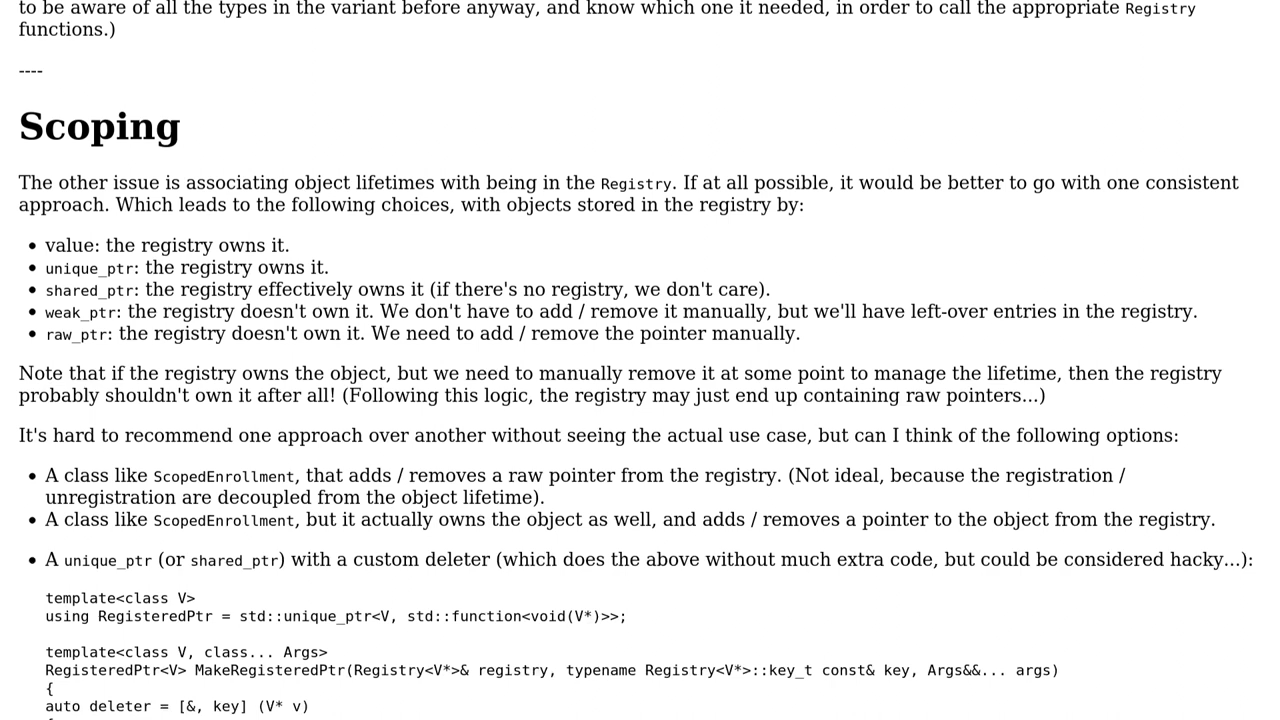 to be aware of all the types in the variant before anyway, and know which one it needed, in order to call the appropriate Registry
functions.)
----
Scoping
The other issue is associating object lifetimes with being in the Registry. If at all possible, it would be better to go with one consistent
approach. Which leads to the following choices, with objects stored in the registry by:
• value: the registry owns it.
• unique_ptr: the registry owns it.
• shared_ptr: the registry effectively owns it (if there's no registry, we don't care).
• weak_ptr: the registry doesn't own it. We don't have to add / remove it manually, but we'll have left-over entries in the registry.
• raw_ptr: the registry doesn't own it. We need to add / remove the pointer manually.
Note that if the registry owns the object, but we need to manually remove it at some point to manage the lifetime, then the registry
probably shouldn't own it after all! (Following this logic, the registry may just end up containing raw pointers...)
It's hard to recommend one approach over another without seeing the actual use case, but can I think of the following options:
• A class like ScopedEnrollment, that adds / removes a raw pointer from the registry. (Not ideal, because the registration /
unregistration are decoupled from the object lifetime).
• A class like ScopedEnrollment, but it actually owns the object as well, and adds / removes a pointer to the object from the registry.
• A unique_ptr (or shared_ptr) with a custom deleter (which does the above without much extra code, but could be considered hacky...):
template<class V>
using RegisteredPtr = std::unique_ptr<V, std::function<void(V*)>>;
template<class V, class... Args>
RegisteredPtr<V> MakeRegisteredPtr(Registry<V*>& registry, typename Registry<V*>::key_t const& key, Args&&... args)
{
auto deleter = [&, key] (V* v)